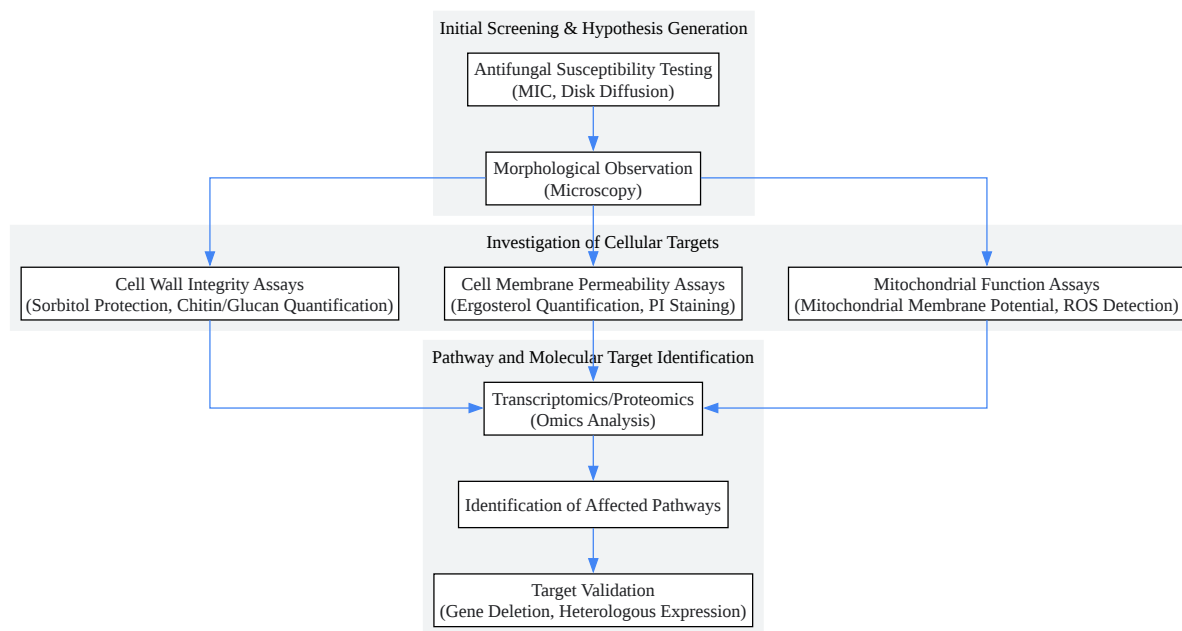 Initial Screening & Hypothesis Generation
Antifungal Susceptibility Testing
(MIC, Disk Diffusion)
Morphological Observation
(Microscopy)
Investigation of Cellular Targets
Cell Wall Integrity Assays
(Sorbitol Protection, Chitin/Glucan Quantification)
Cell Membrane Permeability Assays
(Ergosterol Quantification, PI Staining)
Mitochondrial Function Assays
(Mitochondrial Membrane Potential, ROS Detection)
Pathway and Molecular Target Identification
Transcriptomics/Proteomics
(Omics Analysis)
Identification of Affected Pathways
Target Validation
(Gene Deletion, Heterologous Expression)